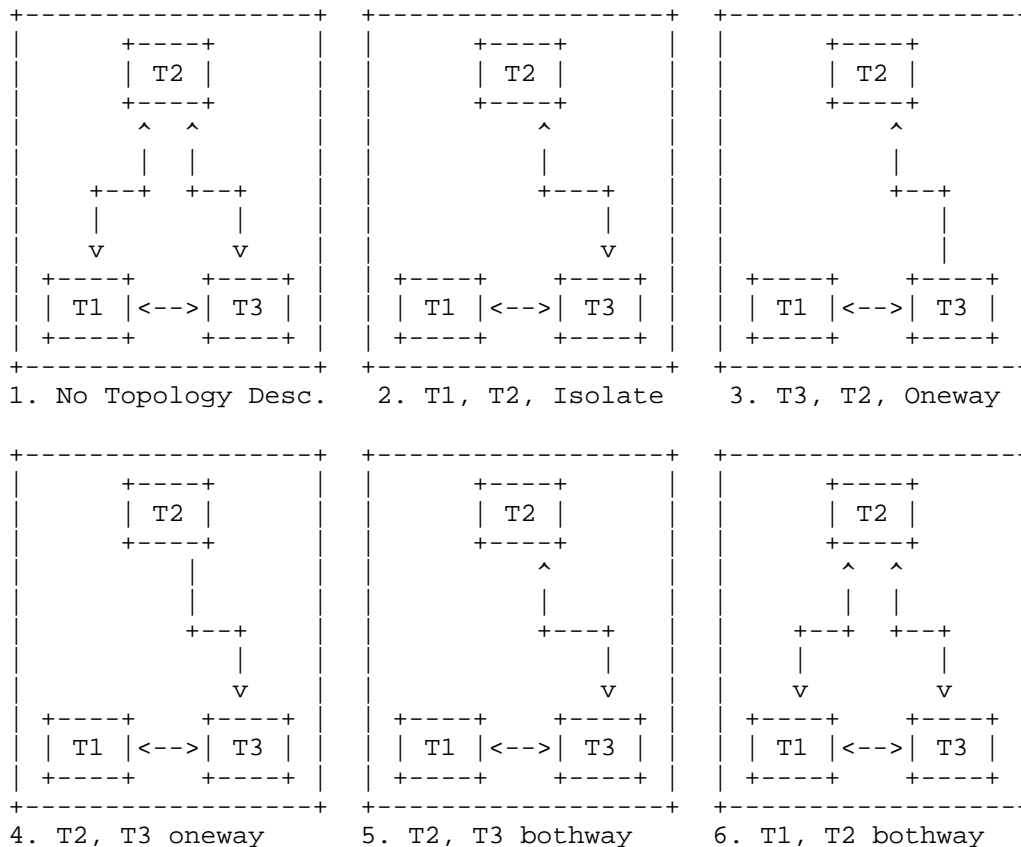 T2 T2 T2
T1 <--> T3 T1 <--> T3 T1 <--> T3
1. No Topology Desc. 2. T1, T2, Isolate 3. T3, T2, Oneway
T2 T2 T2
T1 <--> T3 T1 <--> T3 T1 <--> T3
4. T2, T3 oneway 5. T2, T3 bothway 6. T1, T2 bothway